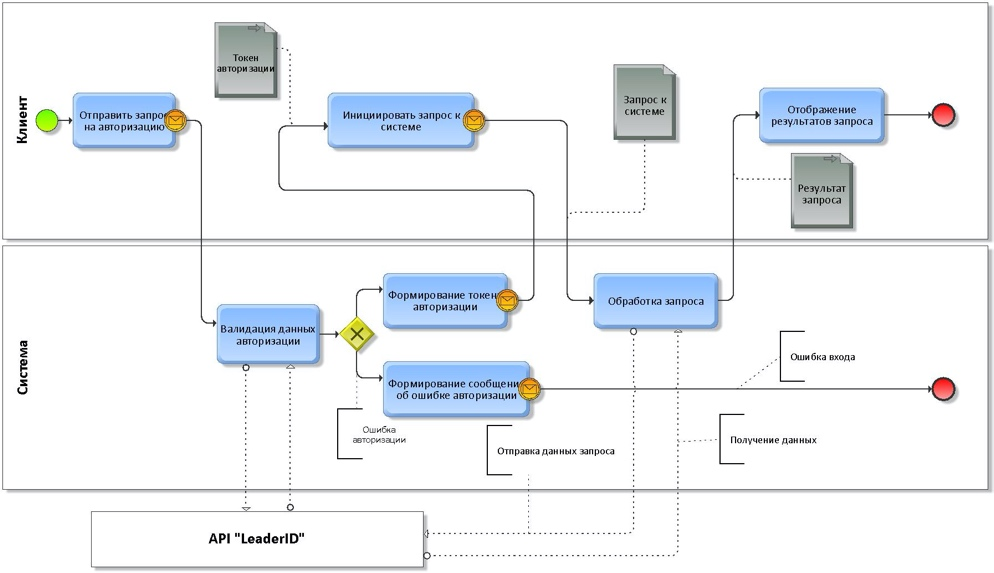 Клиент
Отправить запро
на авторизацию
Токен
авторизации
Инициировать запрос к
системе
Запрос к
системе
Отображение
результатов запроса
Результат
запроса
Система
Валидация данных
авторизации
Формирование токен
авторизации
Формирование сообщени
об ошибке авторизации
Обработка запроса
Ошибка входа
Ошибка
авторизации
Отправка данных запроса
Получение данных
API "LeaderID"